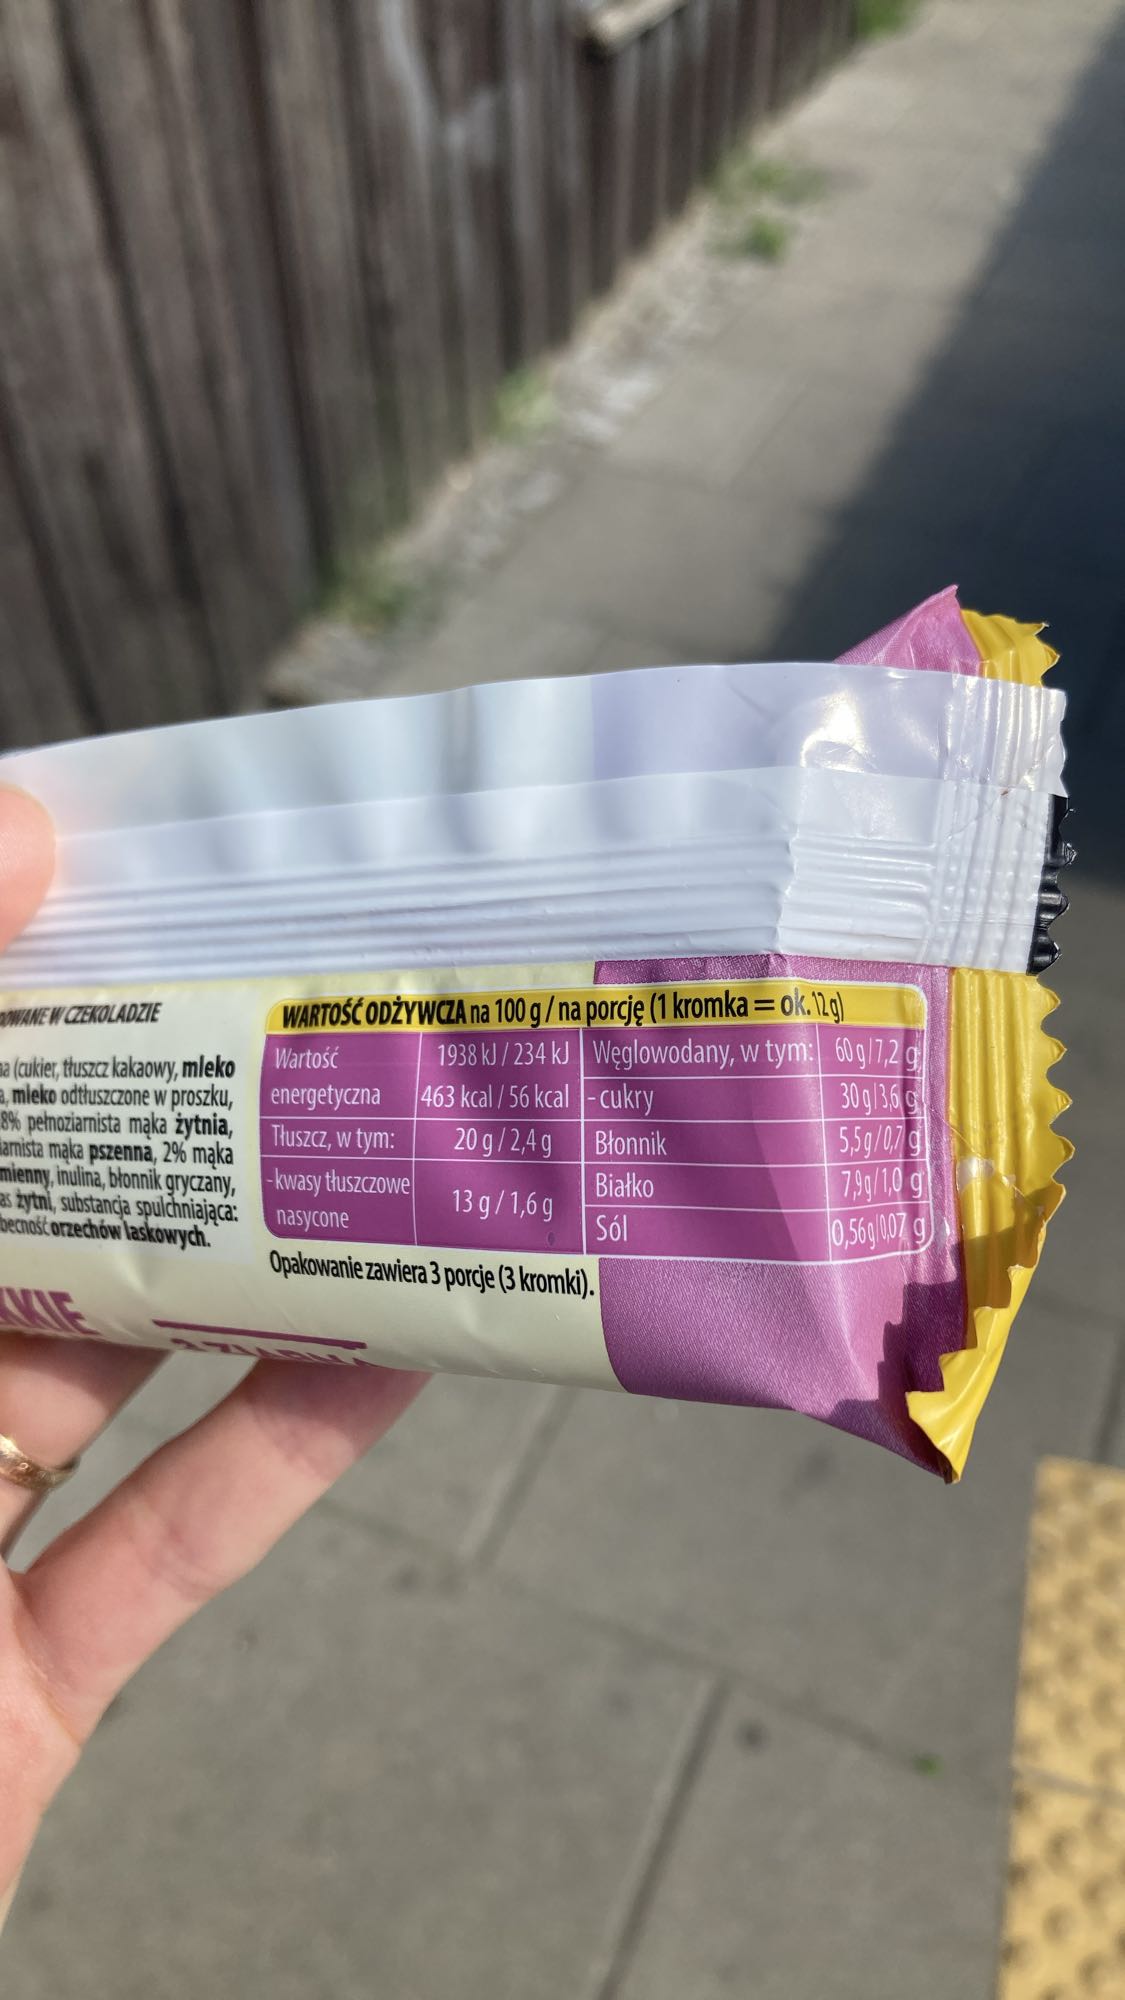 OWANE W CZEKOLADZIE
(cukier, tłuszcz kakaowy, mleko
mleko odtłuszczone w proszku,
8% pełnoziarnista mąka żytnia,
mąka pszenna, 2% mąka
inulina, błonnik gryczany,
żytni, substancja spulchniająca:
orzechów laskowych.
WARTOŚĆ ODŻYWCZA na 100 g / na porcję (1 kromka = ok. 12 g)
Wartość energetyczna 1938 kJ / 234 kJ
463 kcal / 56 kcal
Tłuszcz, w tym: 20 g / 2,4 g
- kwasy tłuszczowe
nasycone 13 g / 1,6 g
Węglowodany, w tym: 60 g / 7,2 g
- cukry 30 g / 3,6 g
Błonnik 5,5 g / 0,7 g
Białko 7,9 g / 1,0 g
Sól 0,56 g / 0,07 g
Opakowanie zawiera 3 porcje (3 kromki).